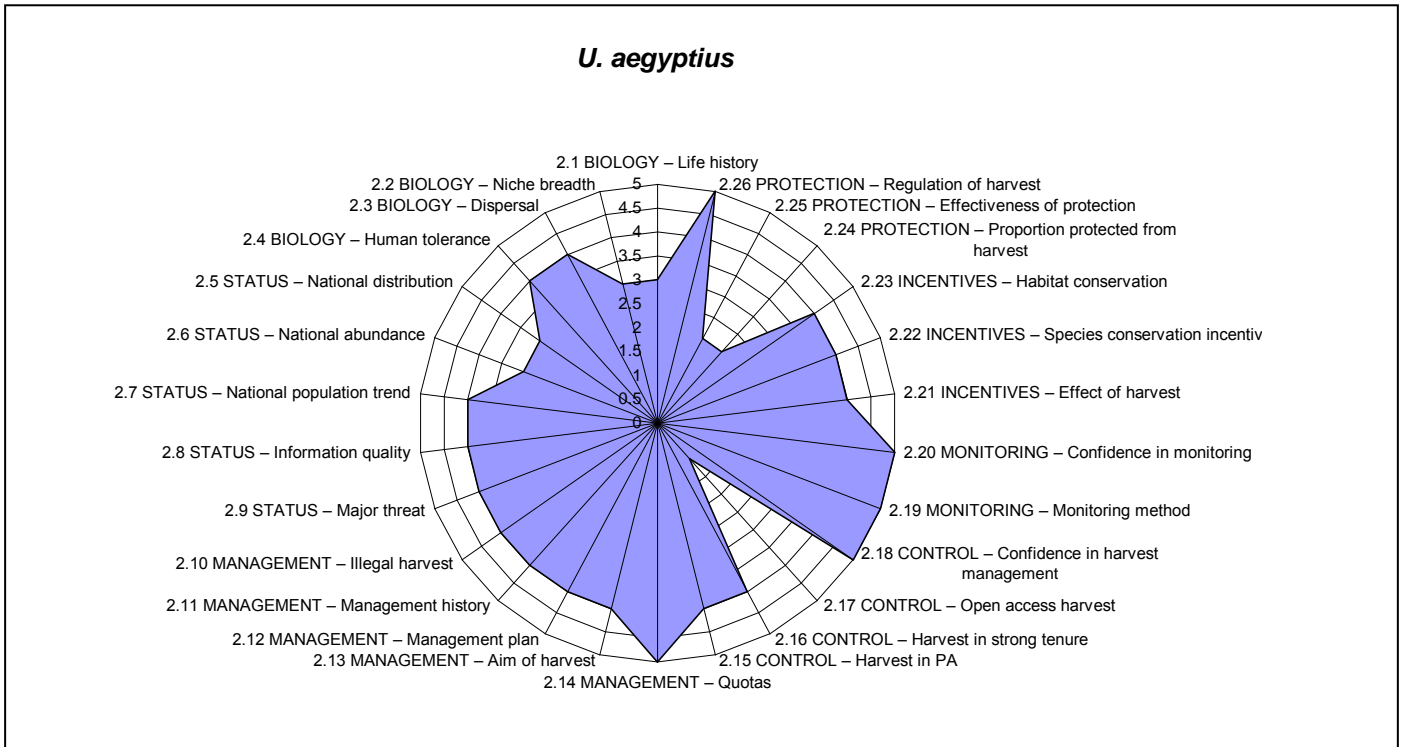 U. aegyptius
2.1 BIOLOGY – Life history
2.2 BIOLOGY – Niche breadth
2.3 BIOLOGY – Dispersal
2.4 BIOLOGY – Human tolerance
2.5 STATUS – National distribution
2.6 STATUS – National abundance
2.7 STATUS – National population trend
2.8 STATUS – Information quality
2.9 STATUS – Major threat
2.10 MANAGEMENT – Illegal harvest
2.11 MANAGEMENT – Management history
2.12 MANAGEMENT – Management plan
2.13 MANAGEMENT – Aim of harvest
2.14 MANAGEMENT – Quotas
2.15 CONTROL – Harvest in PA
2.16 CONTROL – Harvest in strong tenure
2.17 CONTROL – Open access harvest
2.18 CONTROL – Confidence in harvest
management
2.19 MONITORING – Monitoring method
2.20 MONITORING – Confidence in monitoring
2.21 INCENTIVES – Effect of harvest
2.22 INCENTIVES – Species conservation incentiv
2.23 INCENTIVES – Habitat conservation
2.24 PROTECTION – Proportion protected from
harvest
2.25 PROTECTION – Effectiveness of protection
2.26 PROTECTION – Regulation of harvest
5
4.5
4
3.5
3
2.5
2
1.5
1
0.5
0